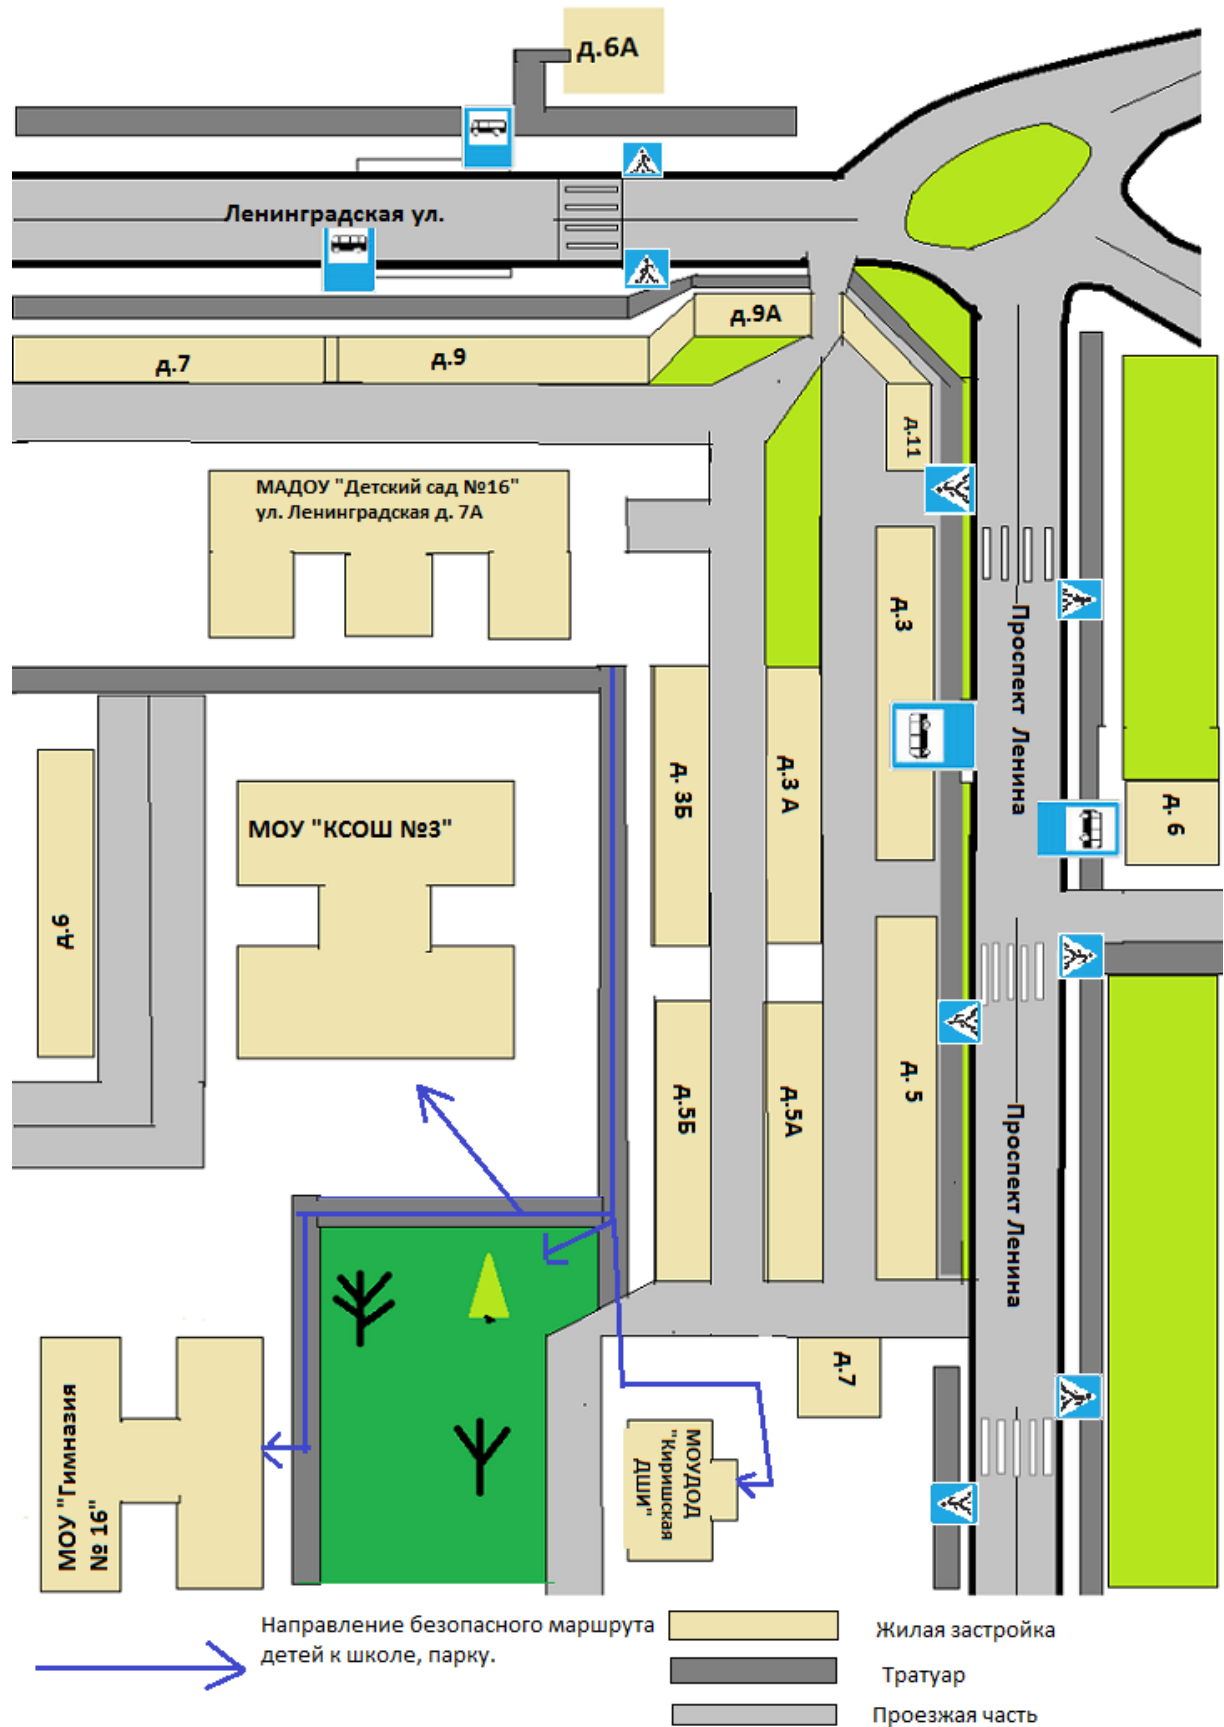 д.6А
Ленинградская ул.
д.9А
д.7
д.9
д.11
МАДОУ "Детский сад №16"
ул. Ленинградская д. 7А
д.3
Проспект Ленина
д. 3Б
д.3 А
д. 6
МОУ "КСОШ №3"
д.6
д.5Б
д.5А
д. 5
Проспект Ленина
д.7
МОУ "Гимназия
№ 16"
МОУДОД
"Киришская
ДШИ"
Направление безопасного маршрута
детей к школе, парку.
Жилая застройка
Тратуар
Проезжая часть